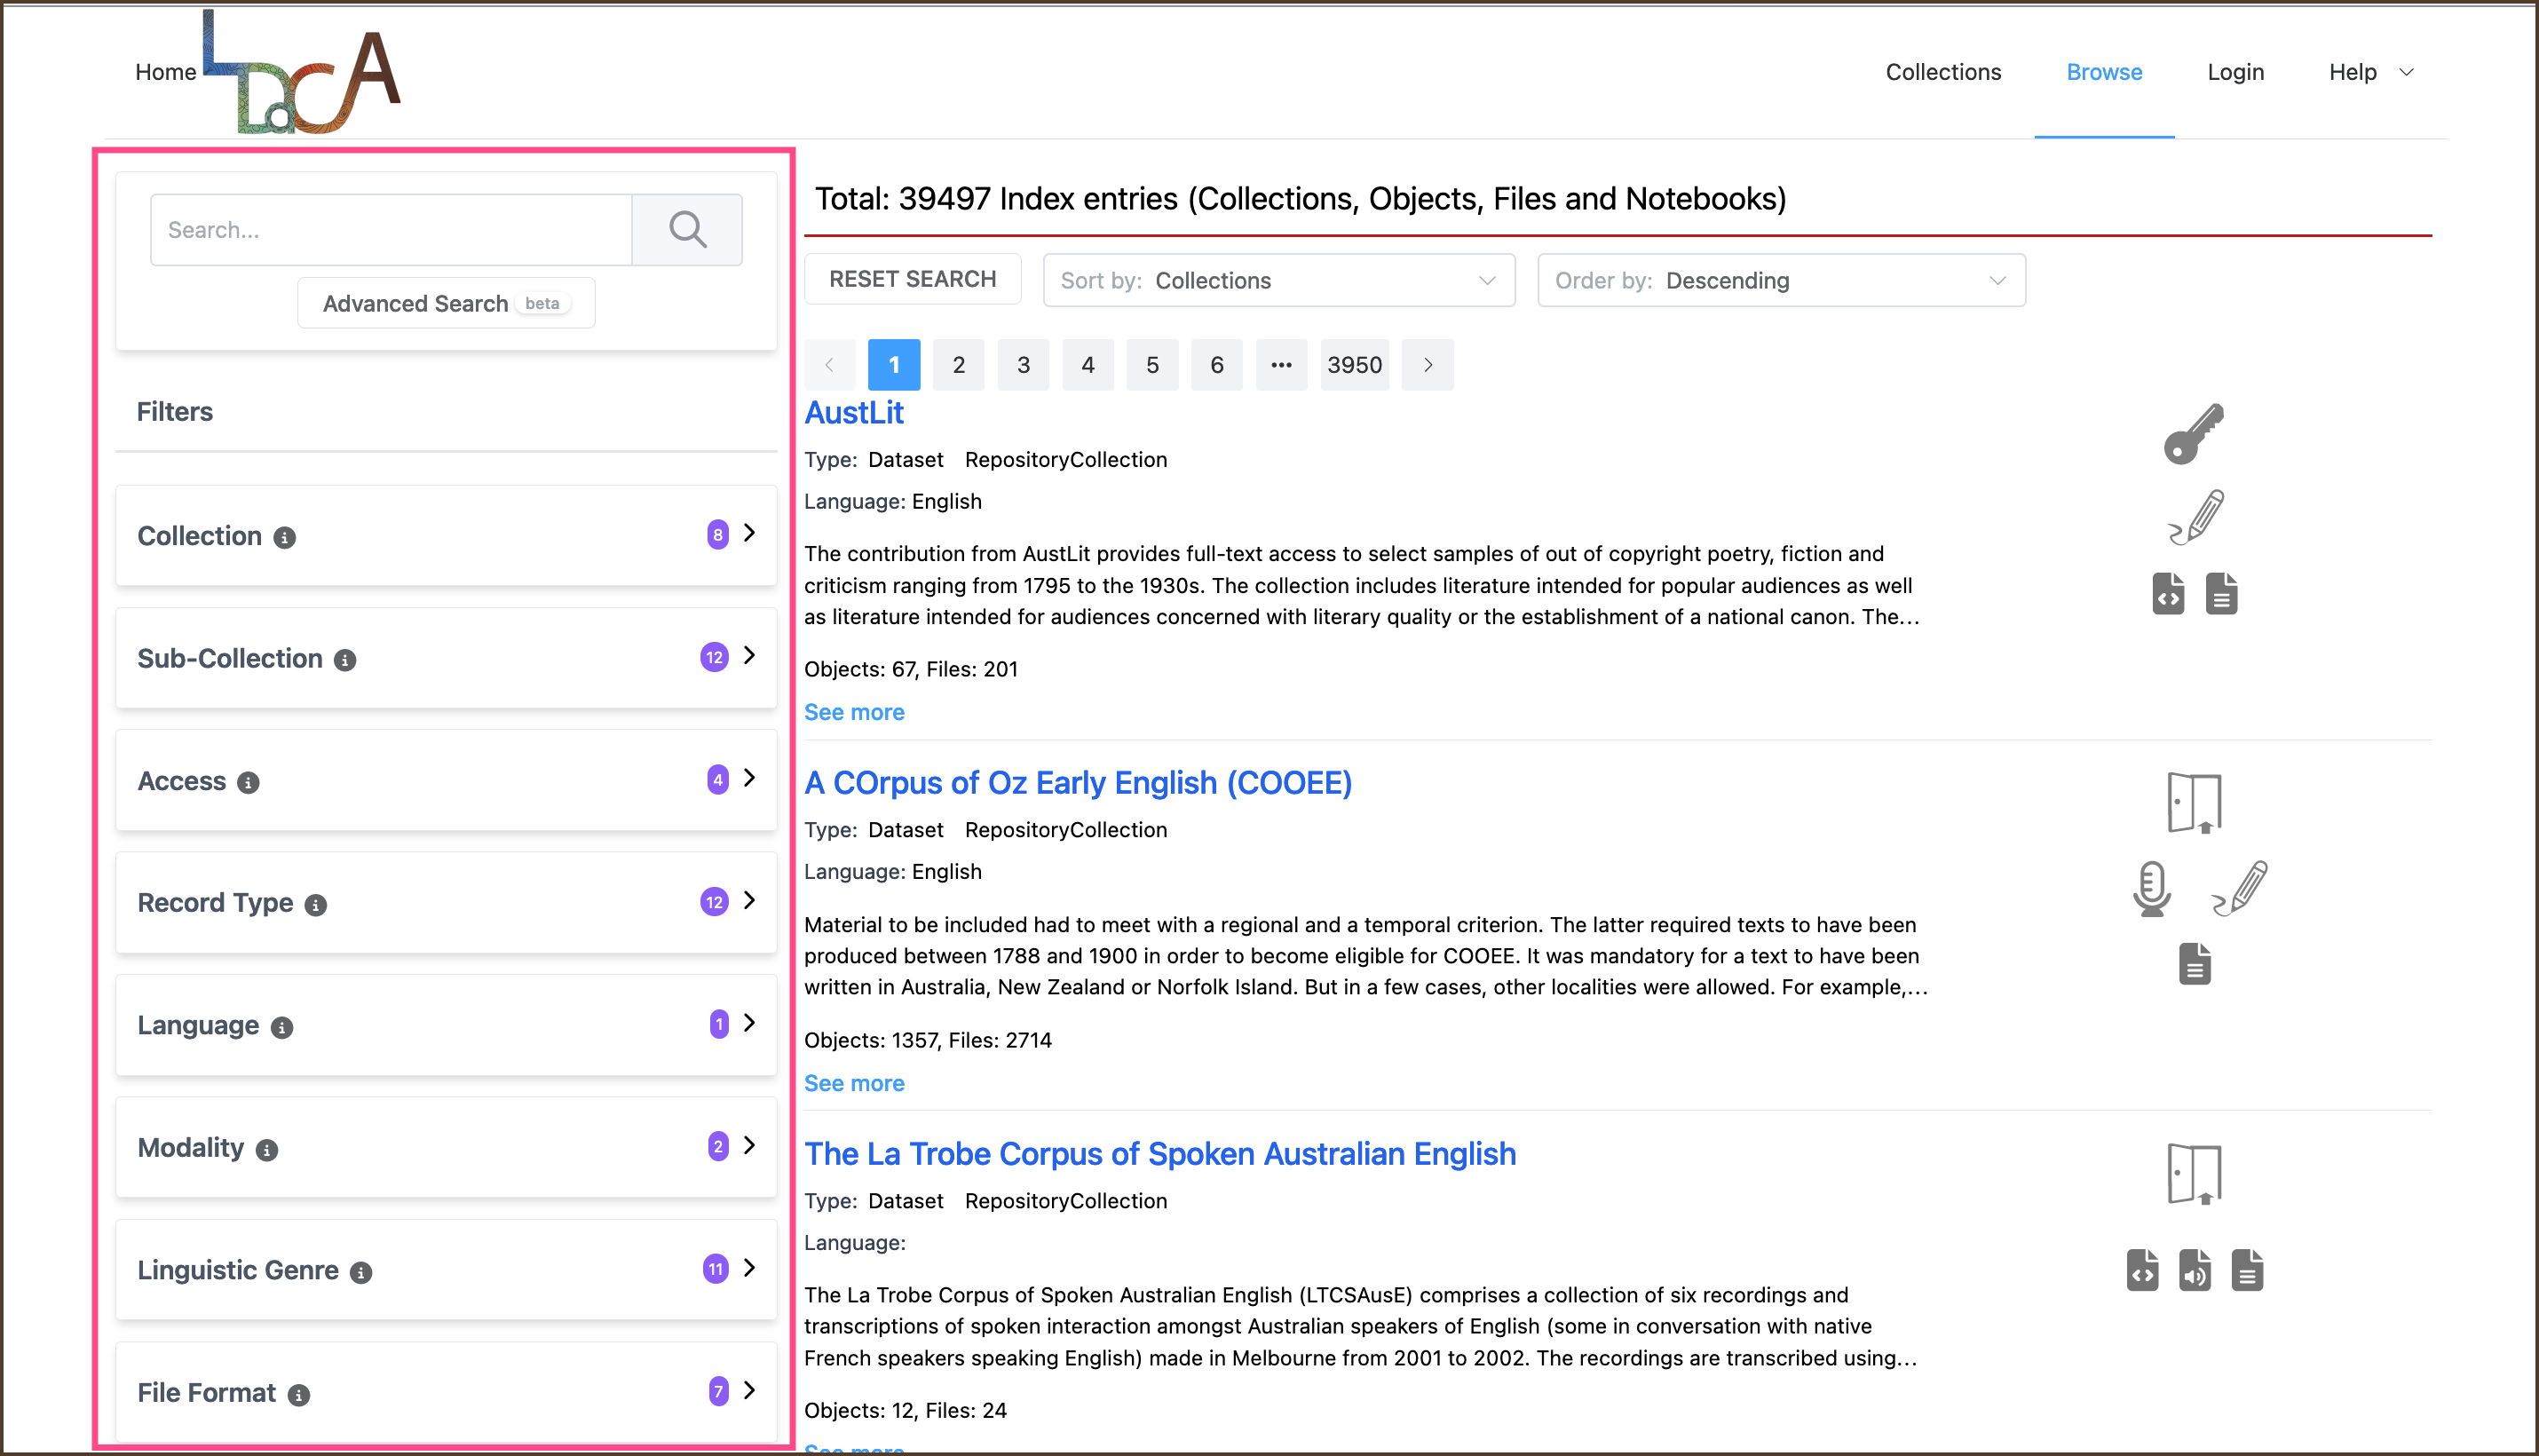 Home
LDaCA
Collections
Browse
Login
Help
Search...
Advanced Search beta
Filters
Collection 8
Sub-Collection 12
Access 4
Record Type 12
Language 1
Modality 2
Linguistic Genre 11
File Format 7
Total: 39497 Index entries (Collections, Objects, Files and Notebooks)
RESET SEARCH
Sort by: Collections
Order by: Descending
1 2 3 4 5 6 ••• 3950
AustLit
Type: Dataset RepositoryCollection
Language: English
The contribution from AustLit provides full-text access to select samples of out of copyright poetry, fiction and
criticism ranging from 1795 to the 1930s. The collection includes literature intended for popular audiences as well
as literature intended for audiences concerned with literary quality or the establishment of a national canon. The...
Objects: 67, Files: 201
See more
A COrpus of Oz Early English (COOEE)
Type: Dataset RepositoryCollection
Language: English
Material to be included had to meet with a regional and a temporal criterion. The latter required texts to have been
produced between 1788 and 1900 in order to become eligible for COOEE. It was mandatory for a text to have been
written in Australia, New Zealand or Norfolk Island. But in a few cases, other localities were allowed. For example,...
Objects: 1357, Files: 2714
See more
The La Trobe Corpus of Spoken Australian English
Type: Dataset RepositoryCollection
Language:
The La Trobe Corpus of Spoken Australian English (LTCSAusE) comprises a collection of six recordings and
transcriptions of spoken interaction amongst Australian speakers of English (some in conversation with native
French speakers speaking English) made in Melbourne from 2001 to 2002. The recordings are transcribed using...
Objects: 12, Files: 24
See more